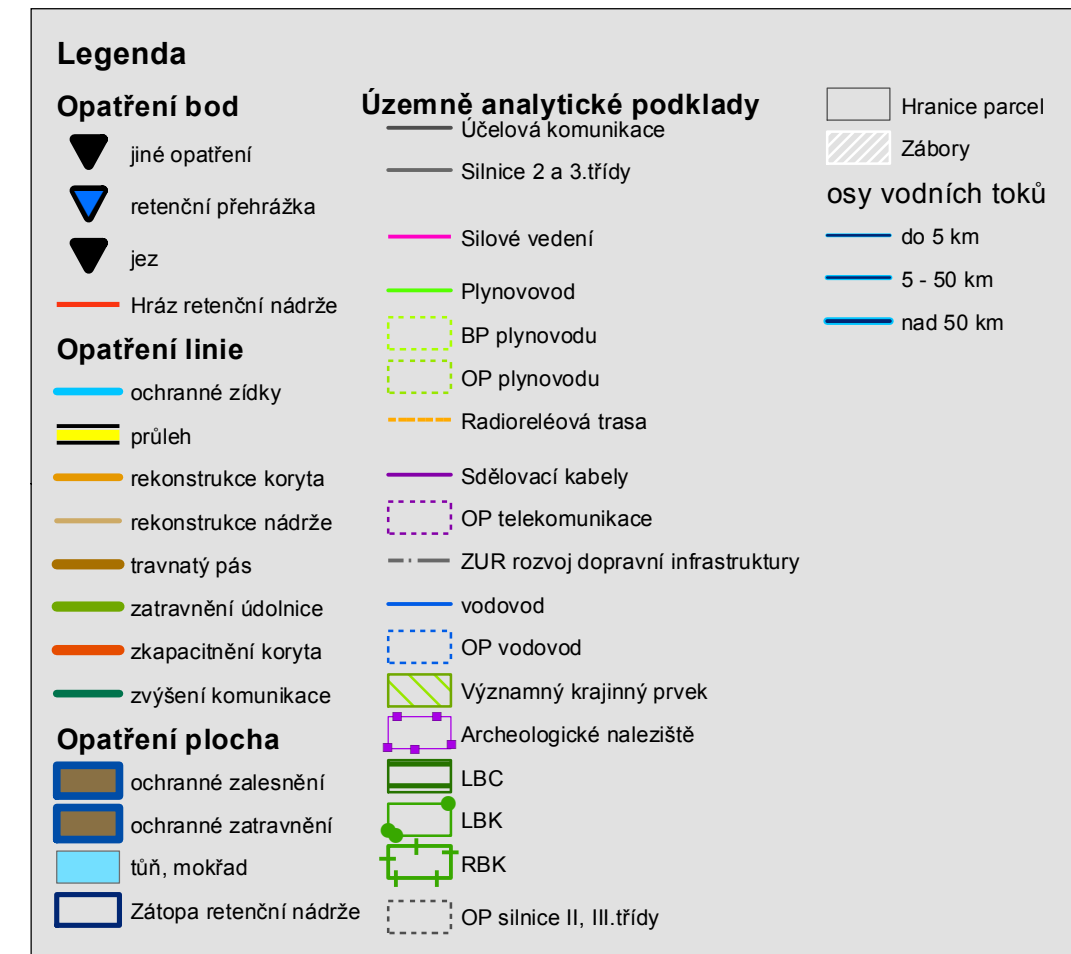 Legenda
Opatření bod
jiné opatření
retenční přehrážka
jez
Hráz retenční nádrže
Opatření linie
ochranné zídky
průleh
rekonstrukce koryta
rekonstrukce nádrže
travnatý pás
zatravnění údolnice
zkapacitnění koryta
zvýšení komunikace
Opatření plocha
ochranné zalesnění
ochranné zatravnění
tůň, mokřad
Zátopa retenční nádrže
Územně analytické podklady
Účelová komunikace
Silnice 2 a 3.třídy
Silové vedení
Plynovovod
BP plynovodu
OP plynovodu
Radioreléová trasa
Sdělovací kabely
OP telekomunikace
ZUR rozvoj dopravní infrastruktury
vodovod
OP vodovod
Významný krajinný prvek
Archeologické naleziště
LBC
LBK
RBK
OP silnice II, III.třídy
Hranice parcel
Zábory
osy vodních toků
do 5 km
5 - 50 km
nad 50 km